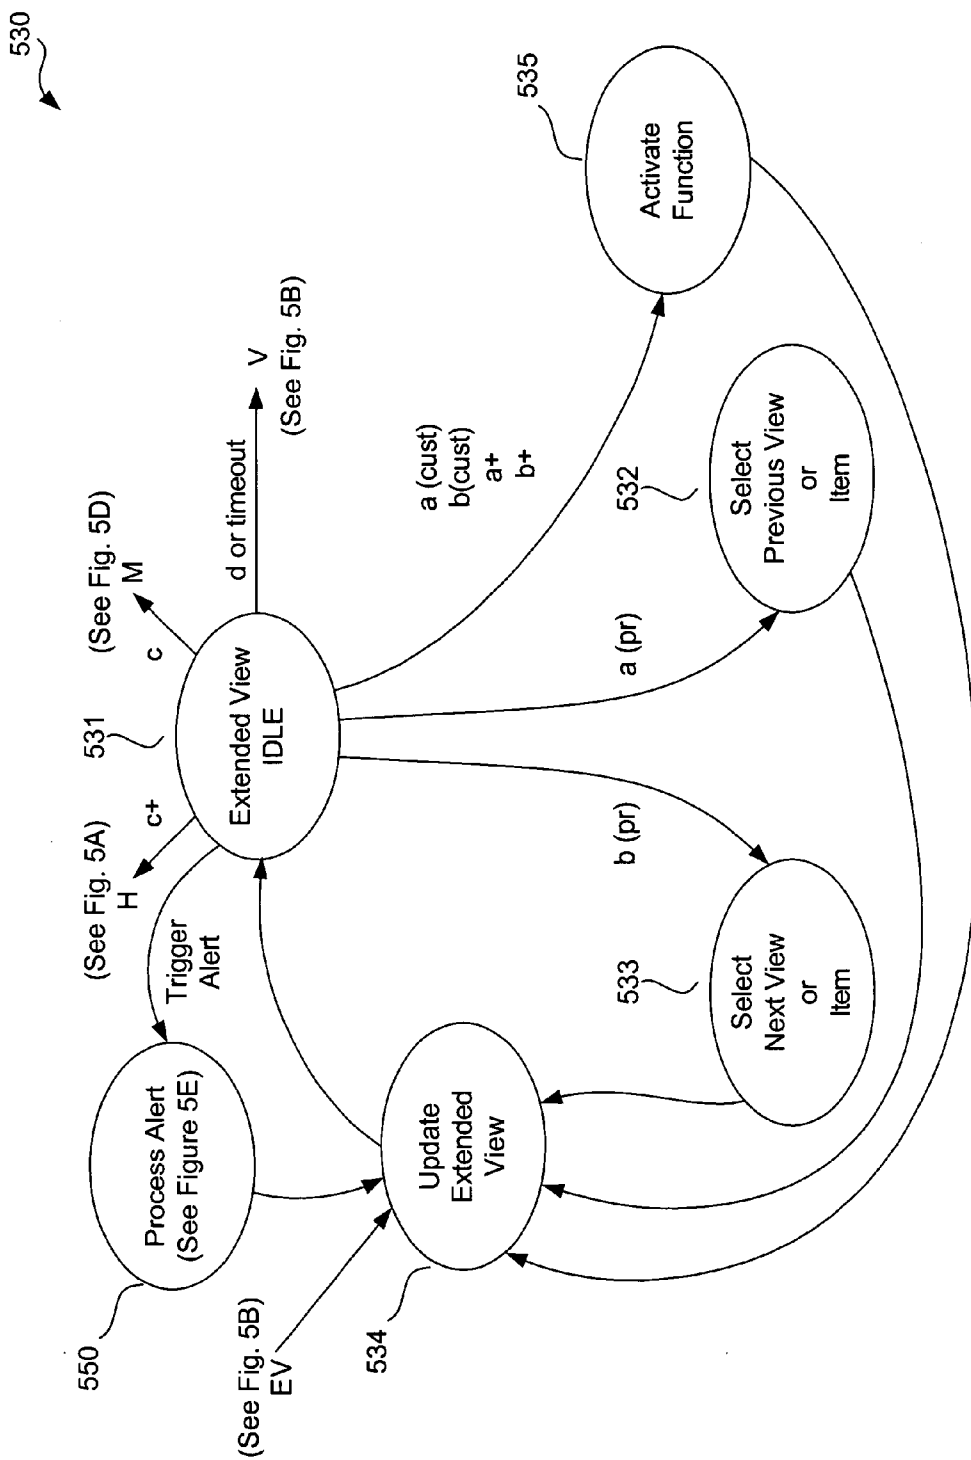 530
(See Fig. 5A)
H
c+
531
c
(See Fig. 5D)
M
Extended View
IDLE
d or timeout
V
(See Fig. 5B)
Trigger
Alert
550
Process Alert
(See Figure 5E)
(See Fig. 5B)
EV
534
Update
Extended
View
a (cust)
b(cust)
a+
b+
535
Activate
Function
b (pr)
a (pr)
533
Select
Next View
or
Item
532
Select
Previous View
or
Item